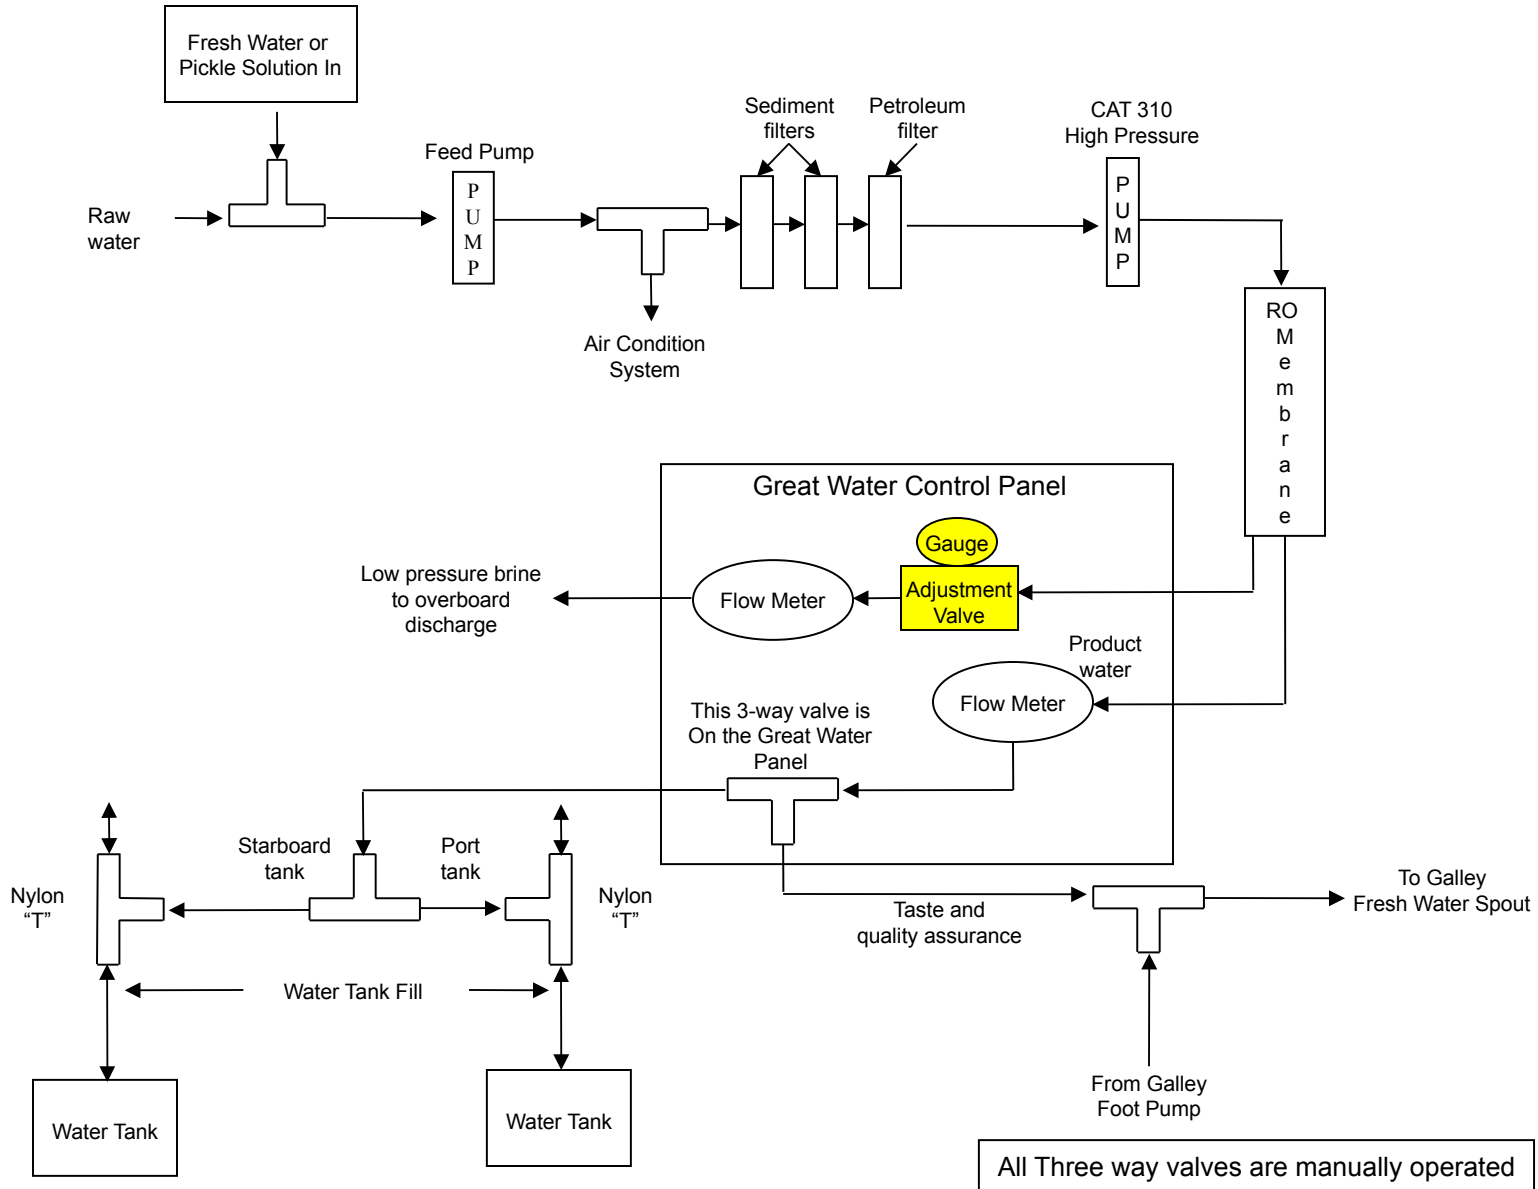 Fresh Water or
Pickle Solution In
Raw
water
Feed Pump
P
U
M
P
Air Condition
System
Sediment
filters
Petroleum
filter
CAT 310
High Pressure
P
U
M
P
RO
M
e
m
b
r
a
n
e
Great Water Control Panel
Gauge
Adjustment
Valve
Flow Meter
Low pressure brine
to overboard
discharge
Product
water
Flow Meter
This 3-way valve is
On the Great Water
Panel
Starboard
tank
Port
tank
Nylon
“T”
Nylon
“T”
Water Tank Fill
Water Tank
Water Tank
Taste and
quality assurance
To Galley
Fresh Water Spout
From Galley
Foot Pump
All Three way valves are manually operated